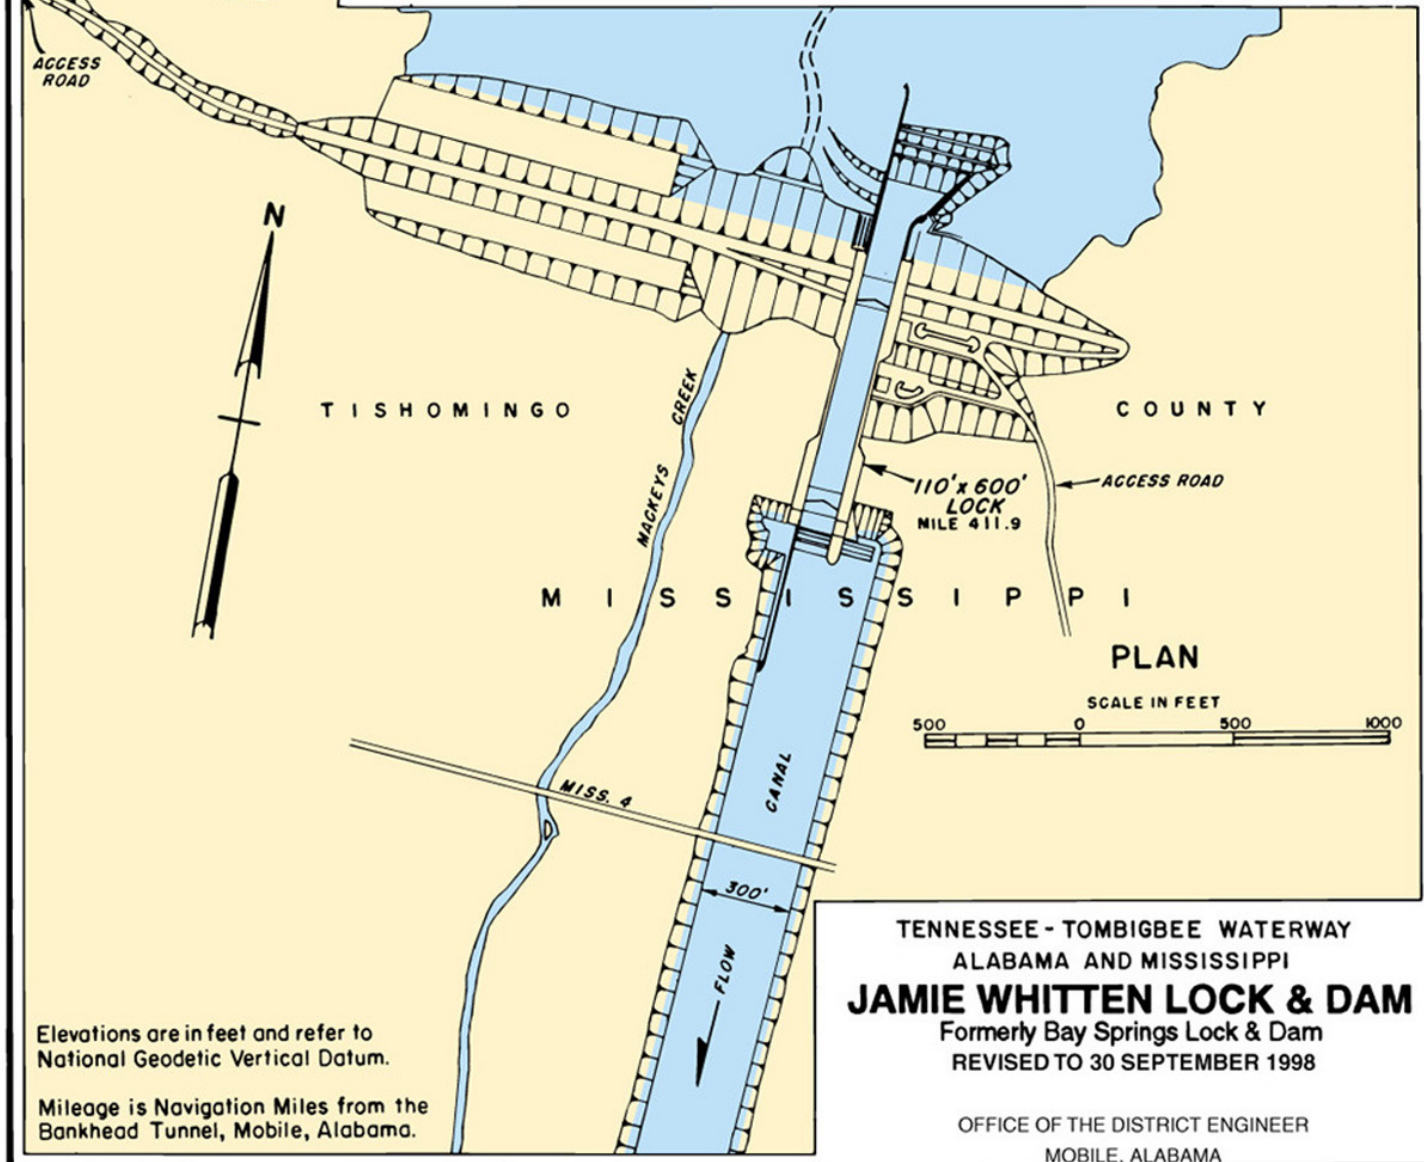 ACCESS
ROAD
N
TISHOMINGO
COUNTY
MACKEYS CREEK
110' x 600'
LOCK
MILE 411.9
ACCESS ROAD
MISSISSIPPI
PLAN
SCALE IN FEET
500 0 500 1000
CANAL
MISS. 4
300'
FLOW
TENNESSEE - TOMBIGBEE WATERWAY
ALABAMA AND MISSISSIPPI
JAMIE WHITTEN LOCK & DAM
Formerly Bay Springs Lock & Dam
REVISED TO 30 SEPTEMBER 1998
OFFICE OF THE DISTRICT ENGINEER
MOBILE, ALABAMA
Elevations are in feet and refer to
National Geodetic Vertical Datum.
Mileage is Navigation Miles from the
Bankhead Tunnel, Mobile, Alabama.